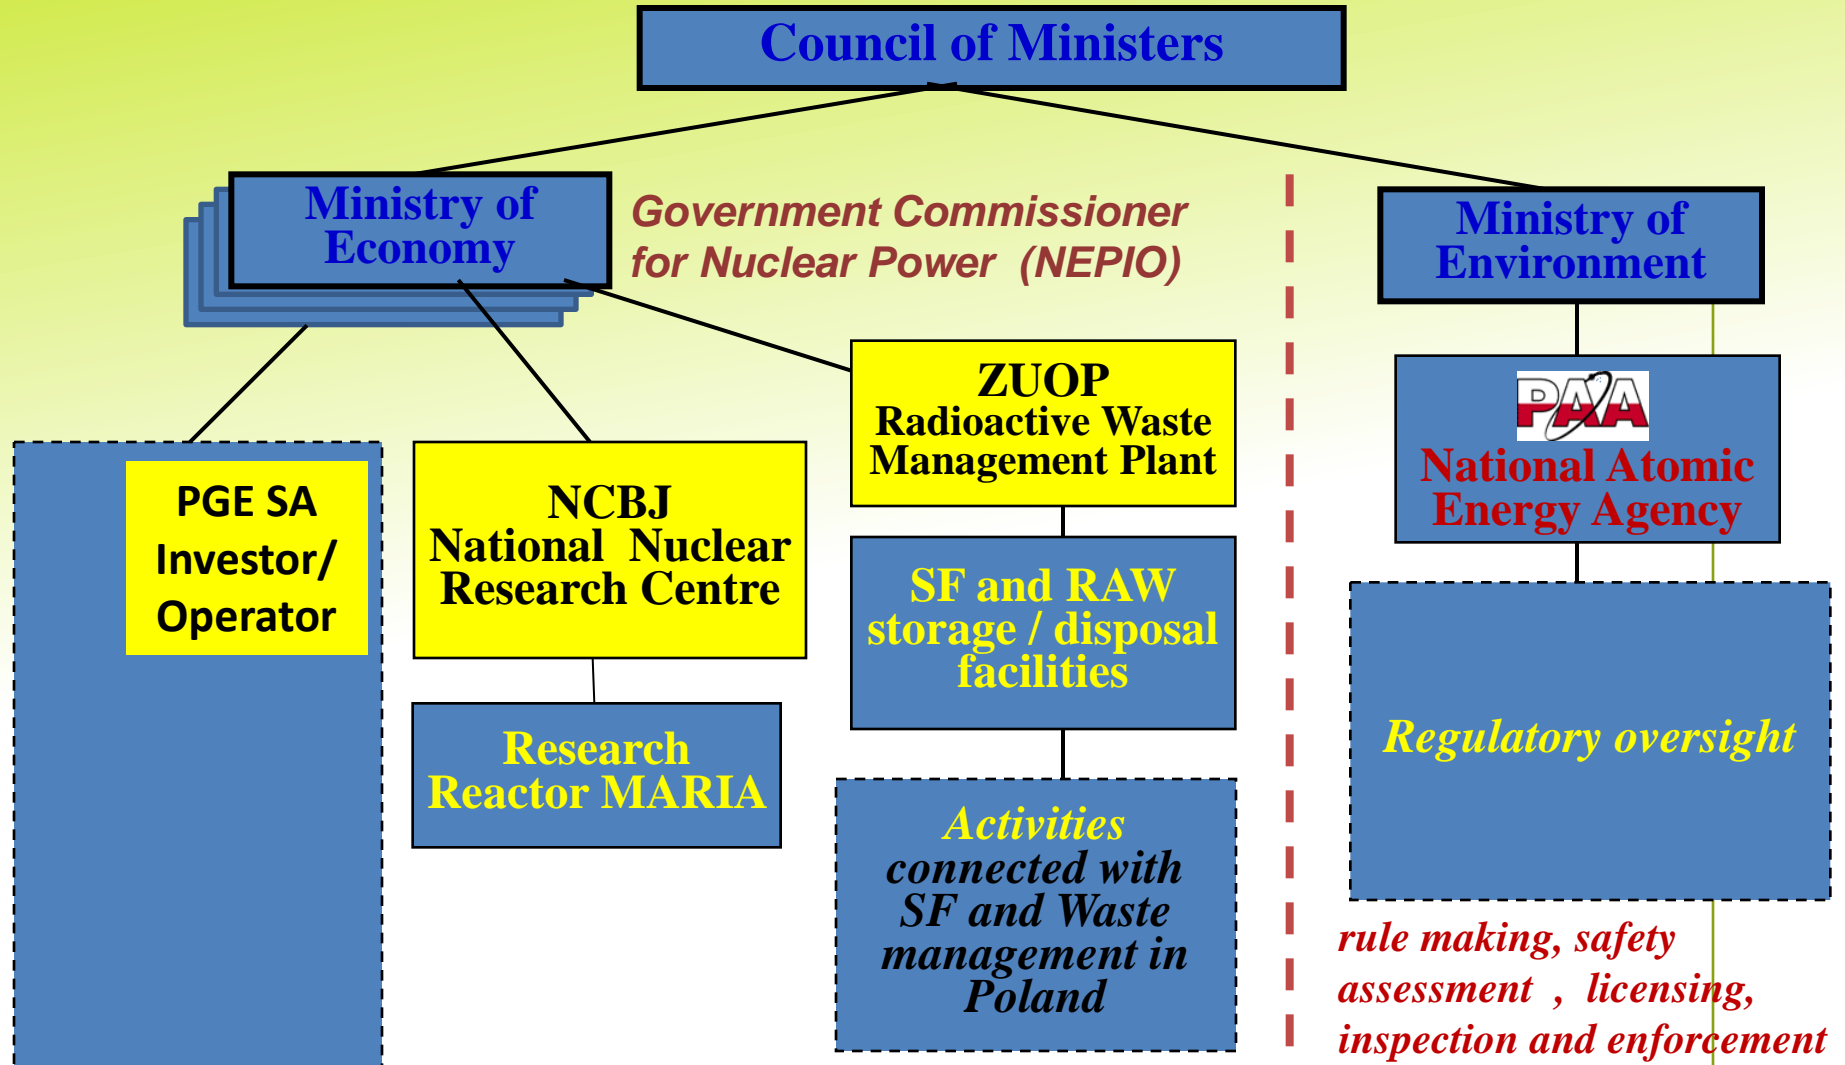 Council of Ministers
Ministry of
Economy
Government Commissioner
for Nuclear Power (NEPIO)
Ministry of
Environment
PGE SA
Investor/
Operator
NCBJ
National Nuclear
Research Centre
Research
Reactor MARIA
ZUOP
Radioactive Waste
Management Plant
SF and RAW
storage / disposal
facilities
Activities
connected with
SF and Waste
management in
Poland
PAA
National Atomic
Energy Agency
Regulatory oversight
rule making, safety
assessment , licensing,
inspection and enforcement